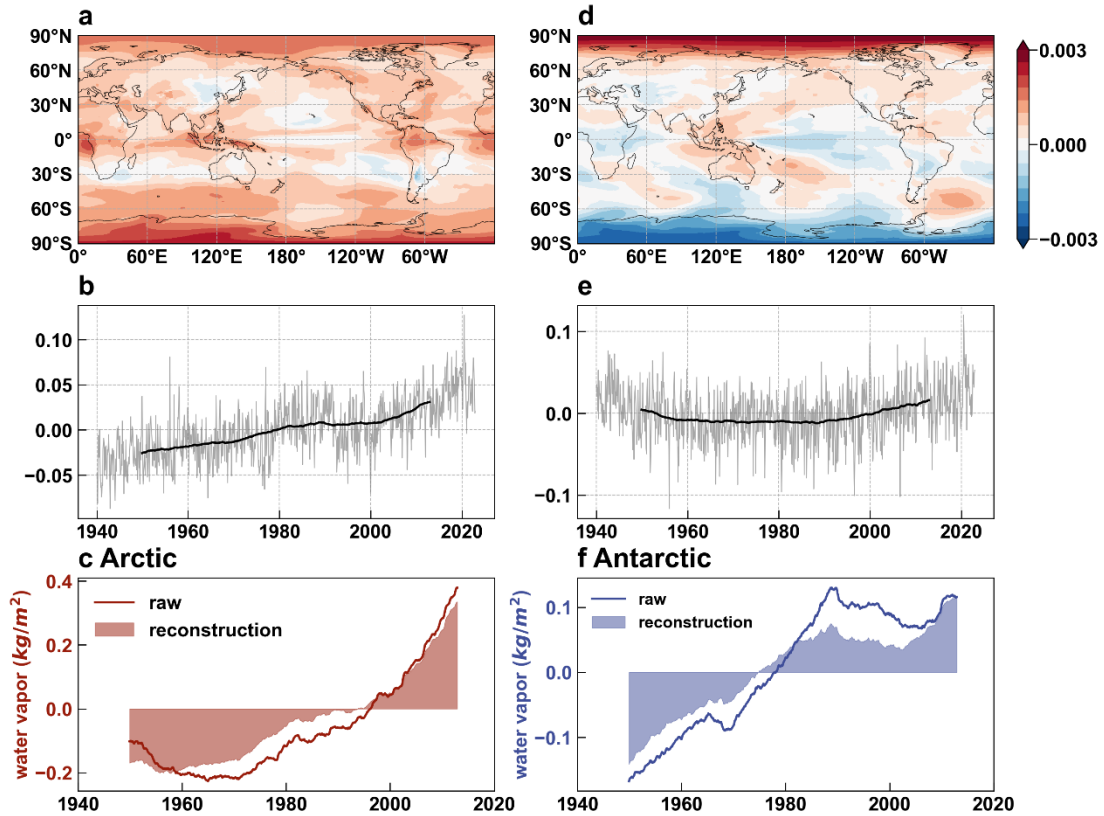 a
90°N
60°N
30°N
0°
30°S
60°S
90°S
0° 60°E 120°E 180° 120°W 60°W
d
90°N
60°N
30°N
0°
30°S
60°S
90°S
0° 60°E 120°E 180° 120°W 60°W
0.003
0.000
−0.003
b
0.10
0.05
0.00
−0.05
1940 1960 1980 2000 2020
e
0.1
0.0
−0.1
1940 1960 1980 2000 2020
c Arctic
water vapor (kg/m²)
0.4
0.2
0.0
−0.2
raw
reconstruction
1940 1960 1980 2000 2020
f Antarctic
water vapor (kg/m²)
0.1
0.0
−0.1
raw
reconstruction
1940 1960 1980 2000 2020